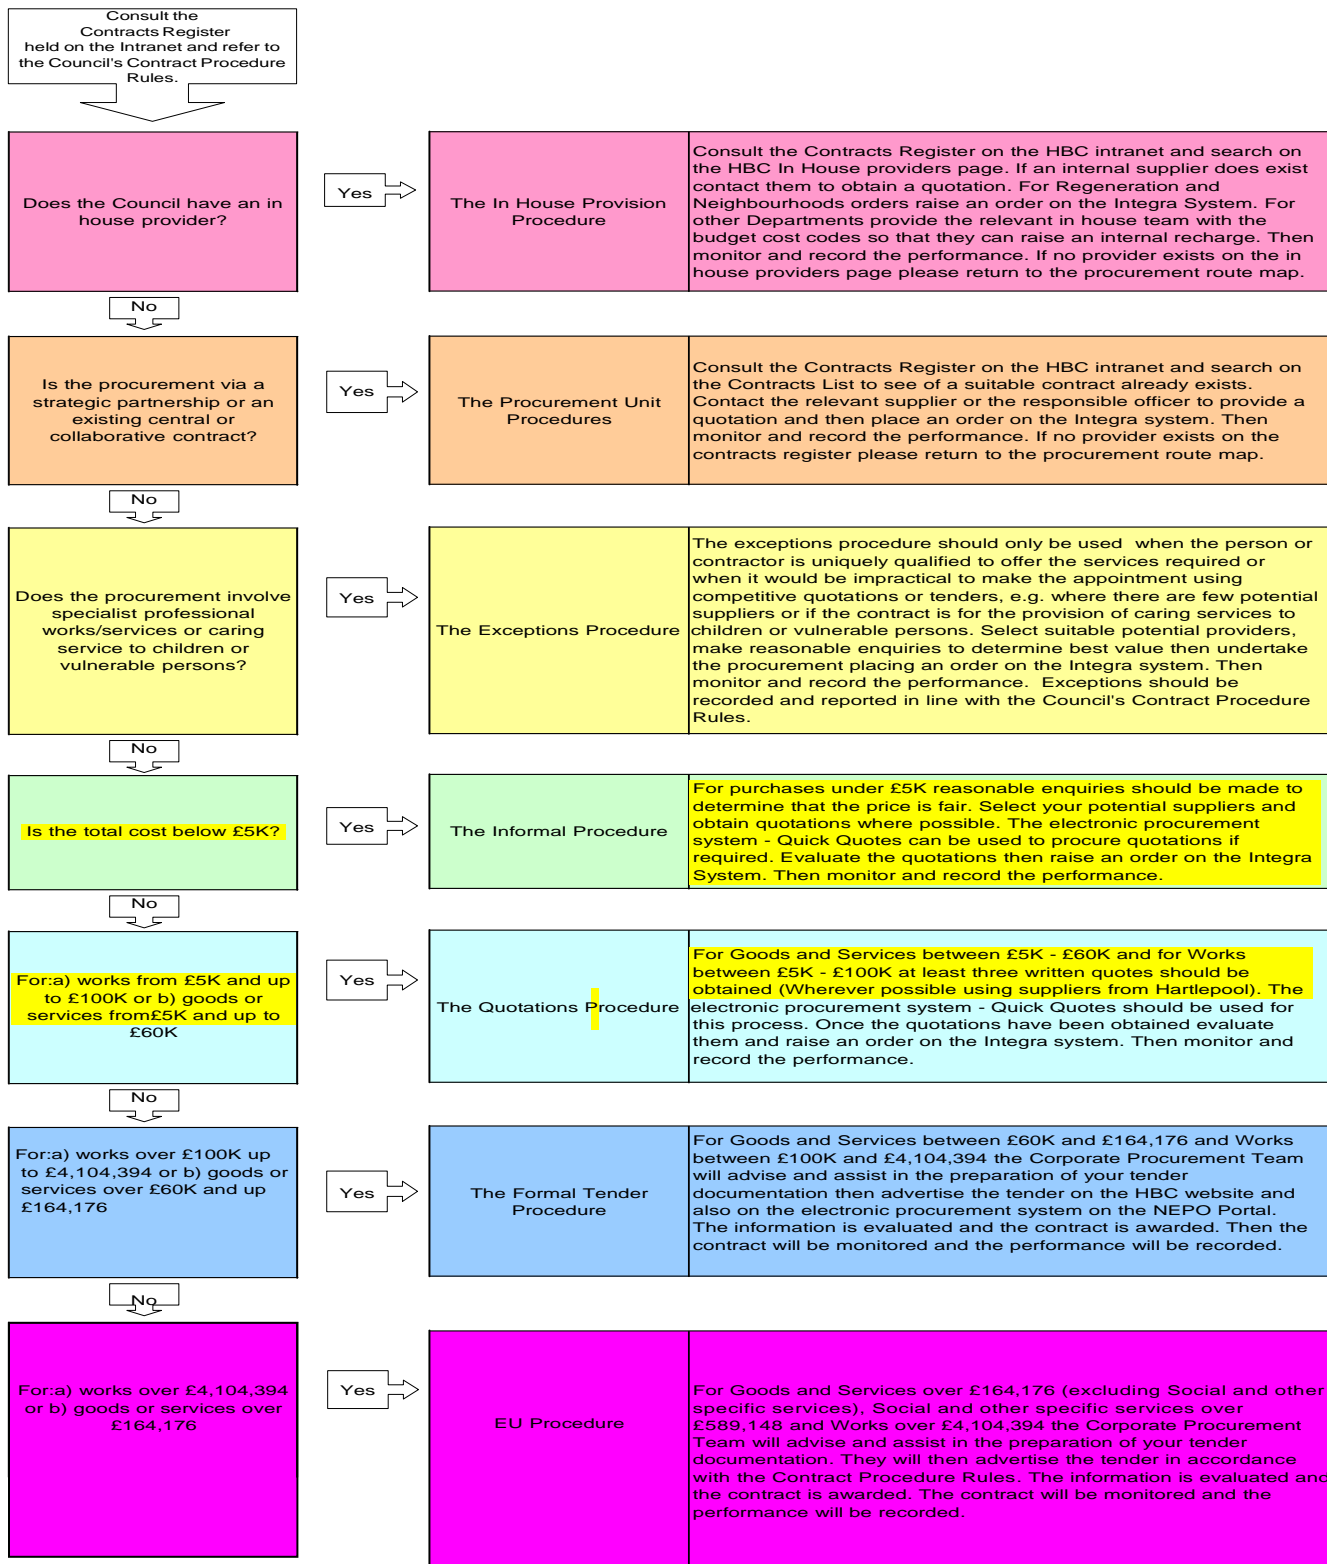 Consult the
Contracts Register
held on the Intranet and refer to
the Council's Contract Procedure
Rules.
Does the Council have an in
house provider?
Yes
The In House Provision
Procedure
Consult the Contracts Register on the HBC intranet and search on
the HBC In House providers page. If an internal supplier does exist
contact them to obtain a quotation. For Regeneration and
Neighbourhoods orders raise an order on the Integra System. For
other Departments provide the relevant in house team with the
budget cost codes so that they can raise an internal recharge. Then
monitor and record the performance. If no provider exists on the in
house providers page please return to the procurement route map.
No
Is the procurement via a
strategic partnership or an
existing central or
collaborative contract?
Yes
The Procurement Unit
Procedures
Consult the Contracts Register on the HBC intranet and search on
the Contracts List to see of a suitable contract already exists.
Contact the relevant supplier or the responsible officer to provide a
quotation and then place an order on the Integra system. Then
monitor and record the performance. If no provider exists on the
contracts register please return to the procurement route map.
No
Does the procurement involve
specialist professional
works/services or caring
service to children or
vulnerable persons?
Yes
The Exceptions Procedure
The exceptions procedure should only be used when the person or
contractor is uniquely qualified to offer the services required or
when it would be impractical to make the appointment using
competitive quotations or tenders, e.g. where there are few potential
suppliers or if the contract is for the provision of caring services to
children or vulnerable persons. Select suitable potential providers,
make reasonable enquiries to determine best value then undertake
the procurement placing an order on the Integra system. Then
monitor and record the performance. Exceptions should be
recorded and reported in line with the Council's Contract Procedure
Rules.
No
Is the total cost below £5K?
Yes
The Informal Procedure
For purchases under £5K reasonable enquiries should be made to
determine that the price is fair. Select your potential suppliers and
obtain quotations where possible. The electronic procurement
system - Quick Quotes can be used to procure quotations if
required. Evaluate the quotations then raise an order on the Integra
System. Then monitor and record the performance.
No
For:a) works from £5K and up
to £100K or b) goods or
services from£5K and up to
£60K
Yes
The Quotations Procedure
For Goods and Services between £5K - £60K and for Works
between £5K - £100K at least three written quotes should be
obtained (Wherever possible using suppliers from Hartlepool). The
electronic procurement system - Quick Quotes should be used for
this process. Once the quotations have been obtained evaluate
them and raise an order on the Integra system. Then monitor and
record the performance.
No
For:a) works over £100K up
to £4,104,394 or b) goods or
services over £60K and up
£164,176
Yes
The Formal Tender
Procedure
For Goods and Services between £60K and £164,176 and Works
between £100K and £4,104,394 the Corporate Procurement Team
will advise and assist in the preparation of your tender
documentation then advertise the tender on the HBC website and
also on the electronic procurement system on the NEPO Portal.
The information is evaluated and the contract is awarded. Then the
contract will be monitored and the performance will be recorded.
No
For:a) works over £4,104,394
or b) goods or services over
£164,176
Yes
EU Procedure
For Goods and Services over £164,176 (excluding Social and other
specific services), Social and other specific services over
£589,148 and Works over £4,104,394 the Corporate Procurement
Team will advise and assist in the preparation of your tender
documentation. They will then advertise the tender in accordance
with the Contract Procedure Rules. The information is evaluated and
the contract is awarded. The contract will be monitored and the
performance will be recorded.